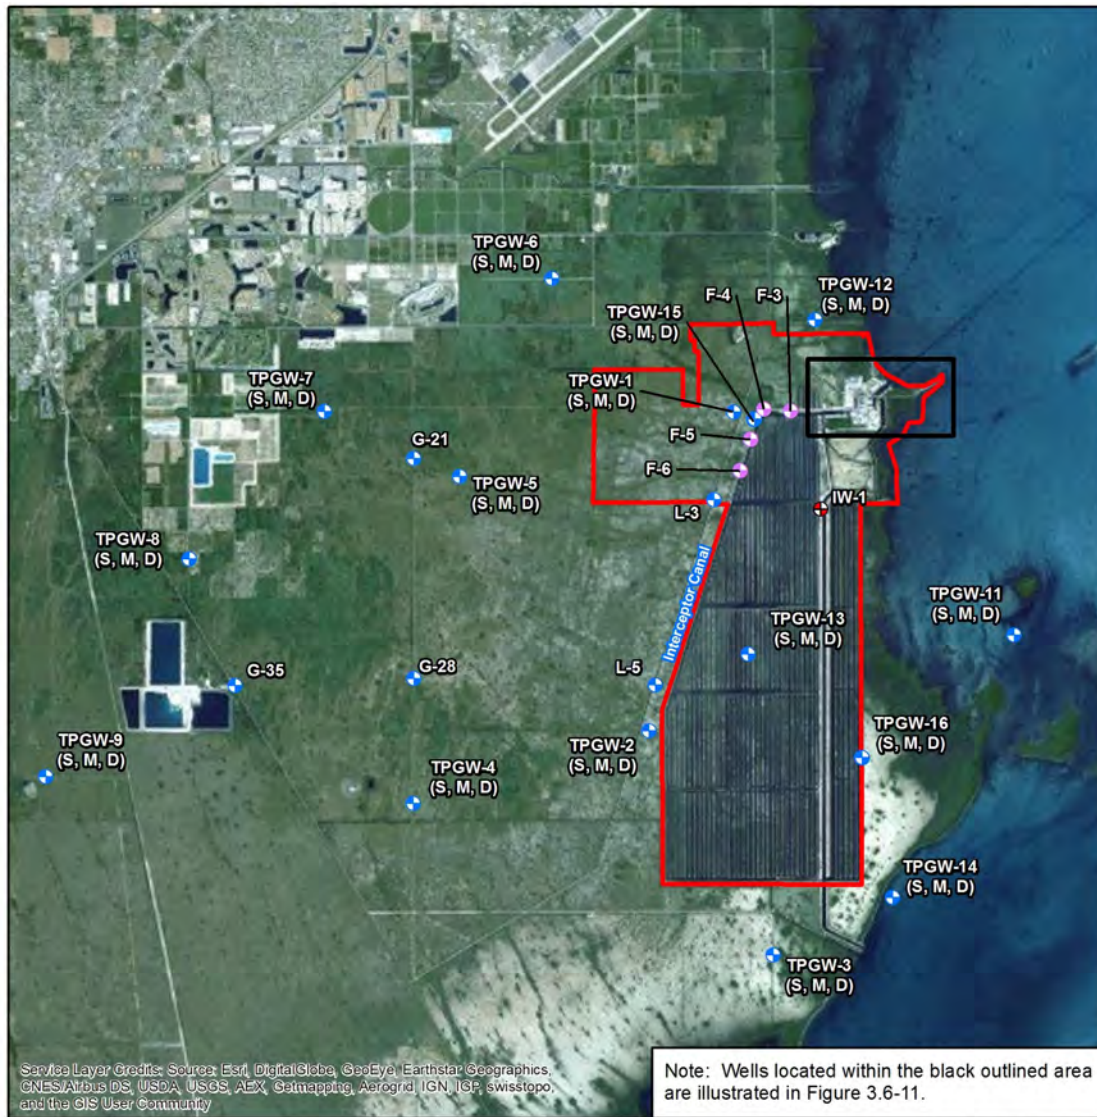 TPGW-6
(S, M, D)
F-4
F-3
TPGW-12
(S, M, D)
TPGW-15
(S, M, D)
TPGW-7
(S, M, D)
TPGW-1
(S, M, D)
G-21
F-5
TPGW-5
(S, M, D)
F-6
L-3
IW-1
TPGW-8
(S, M, D)
Interceptor Canal
TPGW-11
(S, M, D)
TPGW-13
(S, M, D)
G-35
G-28
L-5
TPGW-9
(S, M, D)
TPGW-2
(S, M, D)
TPGW-16
(S, M, D)
TPGW-4
(S, M, D)
TPGW-14
(S, M, D)
TPGW-3
(S, M, D)
Service Layer Credits: Source: Esri, DigitalGlobe, GeoEye, Earthstar Geographics,
CNES/Airbus DS, USDA, USGS, AEX, Getmapping, Aerogrid, IGN, IGP, swisstopo,
and the GIS User Community
Note: Wells located within the black outlined area
are illustrated in Figure 3.6-11.